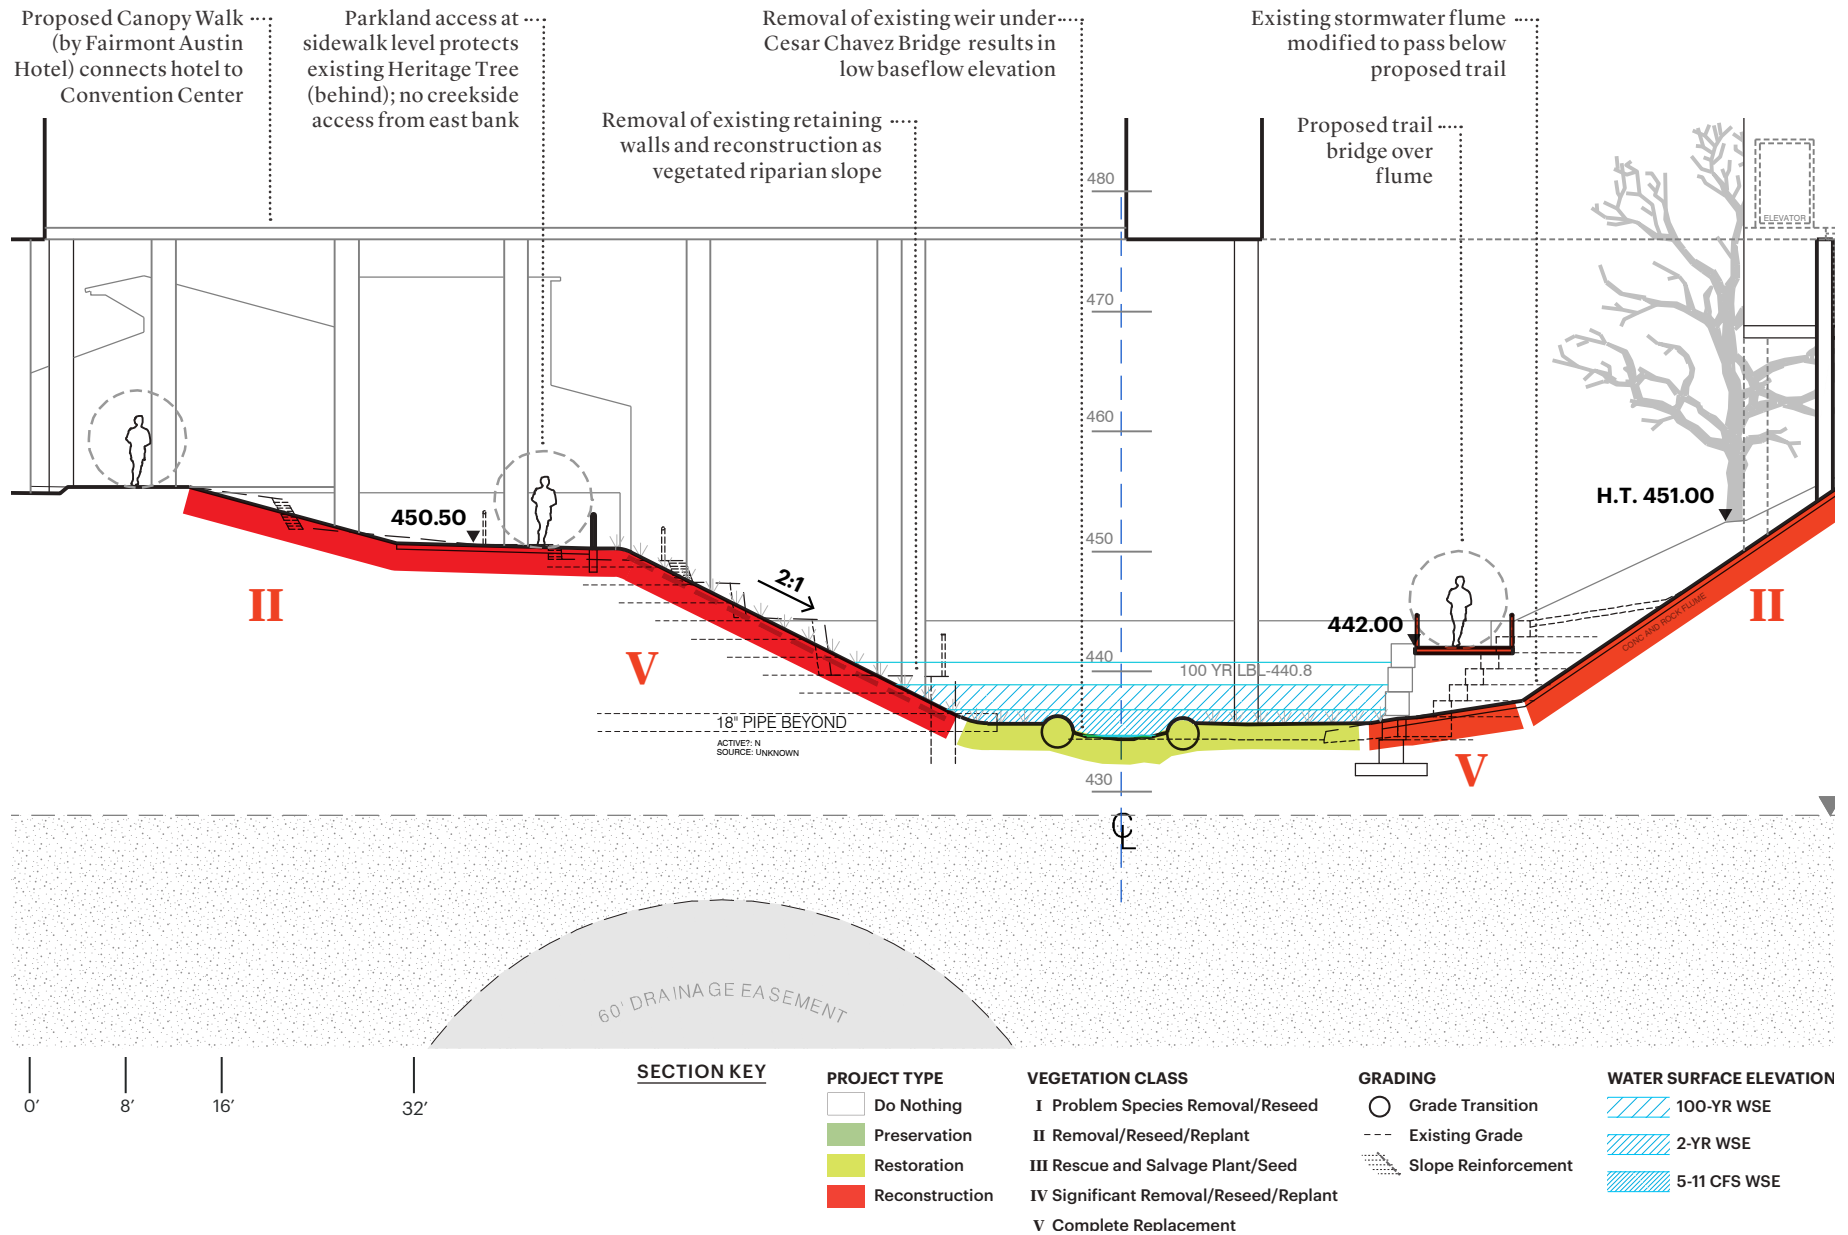 Proposed Canopy Walk
(by Fairmont Austin
Hotel) connects hotel to
Convention Center
Parkland access at
sidewalk level protects
existing Heritage Tree
(behind); no creekside
access from east bank
Removal of existing retaining
walls and reconstruction as
vegetated riparian slope
Removal of existing weir under
Cesar Chavez Bridge results in
low baseflow elevation
Existing stormwater flume
modified to pass below
proposed trail
Proposed trail
bridge over
flume
ELEVATOR
480
470
460
450
440
430
450.50
2:1
H.T. 451.00
442.00
100 YR LBL-440.8
CONC AND ROCK FLUME
II
V
II
V
18" PIPE BEYOND
ACTIVE?: N
SOURCE: UNKNOWN
CL
60' DRAINAGE EASEMENT
0’ 8’ 16’ 32’
SECTION KEY
PROJECT TYPE
Do Nothing
Preservation
Restoration
Reconstruction
VEGETATION CLASS
I Problem Species Removal/Reseed
II Removal/Reseed/Replant
III Rescue and Salvage Plant/Seed
IV Significant Removal/Reseed/Replant
V Complete Replacement
GRADING
Grade Transition
Existing Grade
Slope Reinforcement
WATER SURFACE ELEVATION
100-YR WSE
2-YR WSE
5-11 CFS WSE